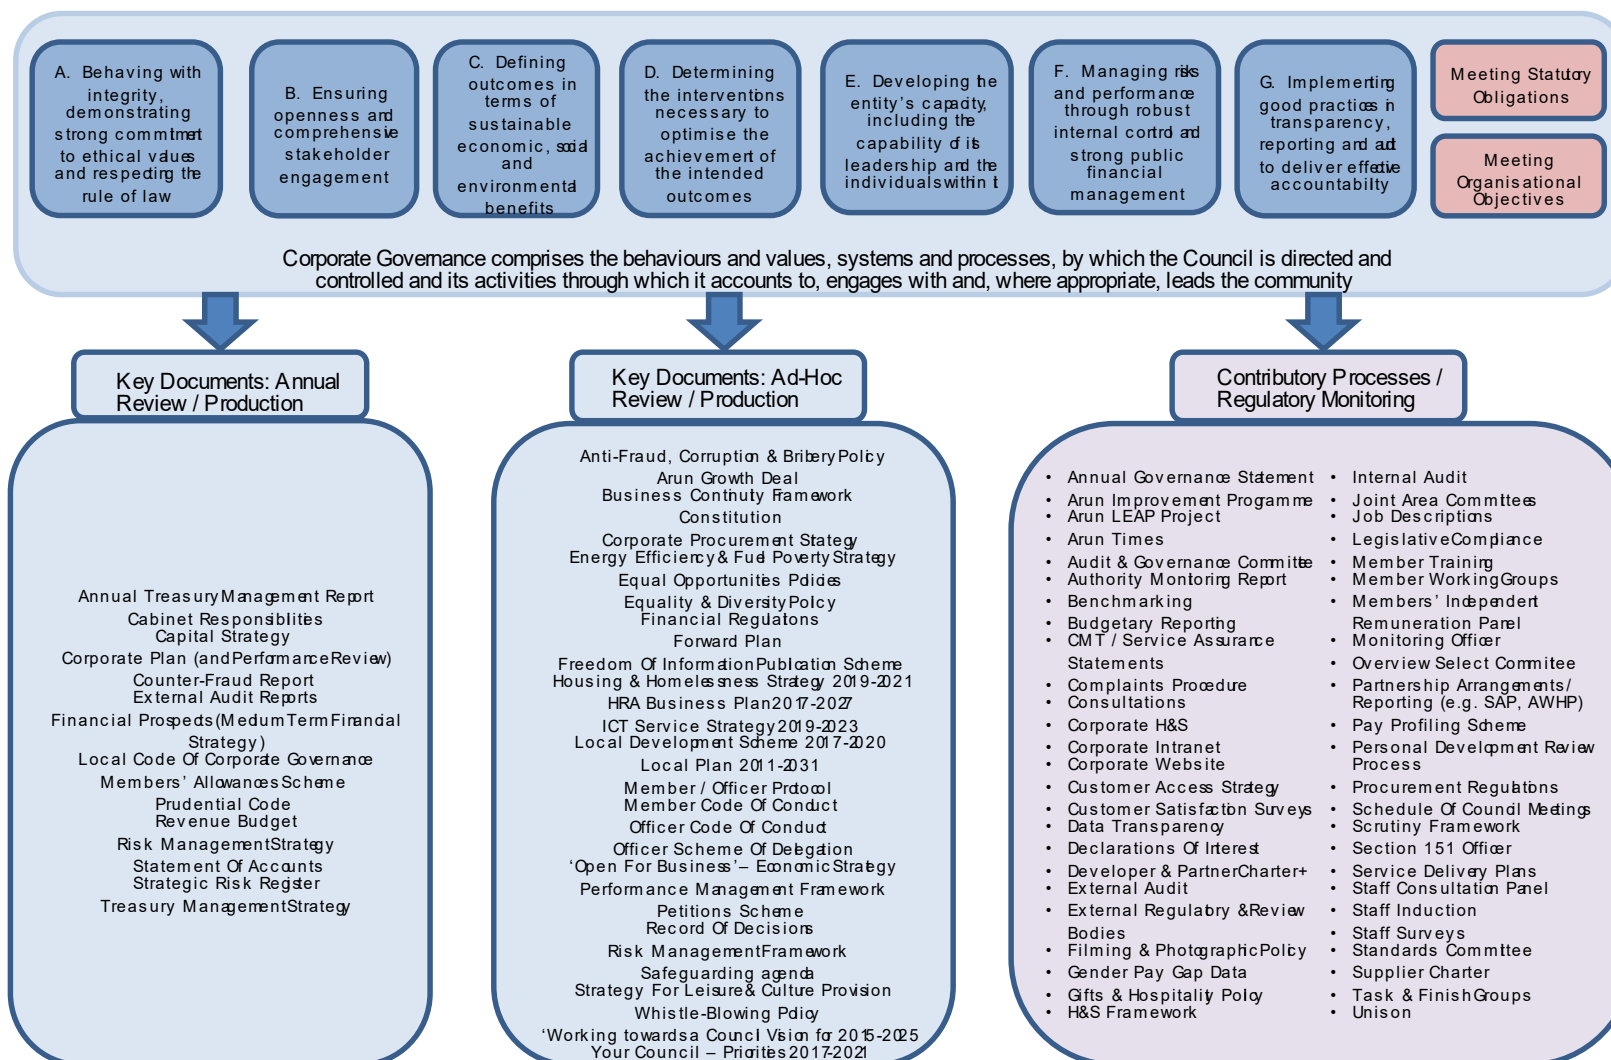 A. Behaving with
integrity,
demonstrating
strong commitment
to ethical values
and respecting the
rule of law
B. Ensuring
openness and
comprehensive
stakeholder
engagement
C. Defining
outcomes in
terms of
sustainable
economic, social
and
environmental
benefits
D. Determining
the interventions
necessary to
optimise the
achievement of
the intended
outcomes
E. Developing the
entity's capacity,
including the
capability of its
leadership and the
individuals within it
F. Managing risks
and performance
through robust
internal control and
strong public
financial
management
G. Implementing
good practices in
transparency,
reporting and audit
to deliver effective
accountability
Meeting Statutory
Obligations
Meeting
Organisational
Objectives
Corporate Governance comprises the behaviours and values, systems and processes, by which the Council is directed and
controlled and its activities through which it accounts to, engages with and, where appropriate, leads the community
Key Documents: Annual
Review / Production
Annual Treasury Management Report
Cabinet Responsiblities
Capital Strategy
Corporate Plan (and Performance Review)
Counter-Fraud Report
External Audit Reports
Financial Prospects (Medium Term Financial
Strategy)
Local Code Of Corporate Governance
Members' Allowances Scheme
Prudential Code
Revenue Budget
Risk Management Strategy
Statement Of Accounts
Strategic Risk Register
Treasury Management Strategy
Key Documents: Ad-Hoc
Review / Production
Anti-Fraud, Corruption & Bribery Policy
Arun Growth Deal
Business Continuity Framework
Constitution
Corporate Procurement Strategy
Energy Efficiency & Fuel Poverty Strategy
Equal Opportunities Policies
Equality & Diversity Policy
Financial Regulations
Forward Plan
Freedom Of Information Publication Scheme
Housing & Homelessness Strategy 2019-2021
HRA Business Plan 2017-2027
ICT Service Strategy 2019-2023
Local Development Scheme 2017-2020
Local Plan 2011-2031
Member / Officer Protocol
Member Code Of Conduct
Officer Code Of Conduct
Officer Scheme Of Delegation
'Open For Business' – Economic Strategy
Performance Management Framework
Petitions Scheme
Record Of Decisions
Risk Management Framework
Safeguarding agenda
Strategy For Leisure & Culture Provision
Whistle-Blowing Policy
'Working towards a Council Vision for 2015-2025
Your Council – Priorities 2017-2021
Contributory Processes /
Regulatory Monitoring
• Annual Governance Statement
• Arun Improvement Programme
• Arun LEAP Project
• Arun Times
• Audit & Governance Committee
• Authority Monitoring Report
• Benchmarking
• Budgetary Reporting
• CMT / Service Assurance
Statements
• Complaints Procedure
• Consultations
• Corporate H&S
• Corporate Intranet
• Corporate Website
• Customer Access Strategy
• Customer Satisfaction Surveys
• Data Transparency
• Declarations Of Interest
• Developer & Partner Charter+
• External Audit
• External Regulatory & Review
Bodies
• Filming & Photographic Policy
• Gender Pay Gap Data
• Gifts & Hospitality Policy
• H&S Framework
• Internal Audit
• Joint Area Committees
• Job Descriptions
• Legislative Compliance
• Member Training
• Member Working Groups
• Members' Independent
Remuneration Panel
• Monitoring Officer
• Overview Select Commitee
• Partnership Arrangements /
Reporting (e.g. SAP, AWHP)
• Pay Profiling Scheme
• Personal Development Review
Process
• Procurement Regulations
• Schedule Of Council Meetings
• Scrutiny Framework
• Section 151 Officer
• Service Delivery Plans
• Staff Consultation Panel
• Staff Induction
• Staff Surveys
• Standards Committee
• Supplier Charter
• Task & Finish Groups
• Unison